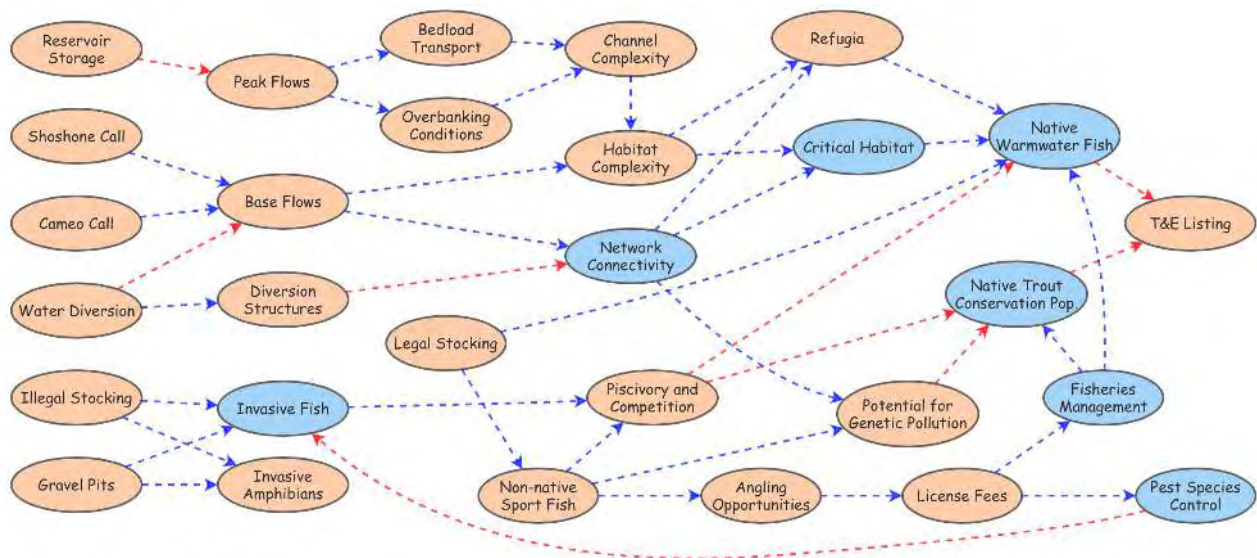 Reservoir
Storage
Peak Flows
Bedload
Transport
Channel
Complexity
Refugia
Shoshone Call
Overbanking
Conditions
Habitat
Complexity
Critical Habitat
Native
Warmwater Fish
Cameo Call
Base Flows
T&E Listing
Network
Connectivity
Water Diversion
Diversion
Structures
Native Trout
Conservation Pop.
Legal Stocking
Illegal Stocking
Invasive Fish
Piscivory and
Competition
Potential for
Genetic Pollution
Fisheries
Management
Gravel Pits
Invasive
Amphibians
Non-native
Sport Fish
Angling
Opportunities
License Fees
Pest Species
Control